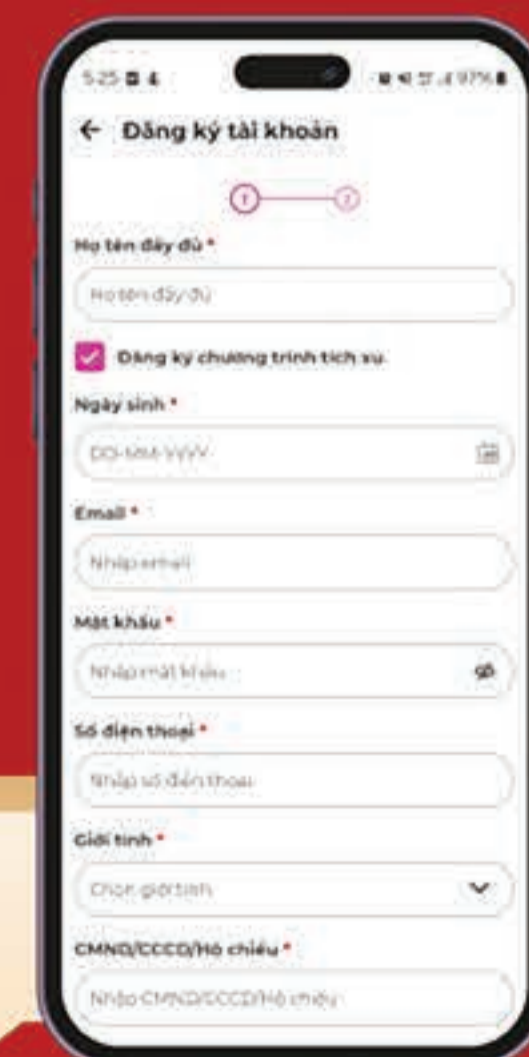 5:25 97%
← Đăng ký tài khoản
1 2
Họ tên đầy đủ *
Họ tên đầy đủ
Đăng ký chương trình tích xu
Ngày sinh *
DD-MM-YYYY
Email *
Nhập email
Mật khẩu *
Nhập mật khẩu
Số điện thoại *
Nhập số điện thoại
Giới tính *
Chọn giới tính
CMND/CCCD/Hộ chiếu *
Nhập CMND/CCCD/Hộ chiếu